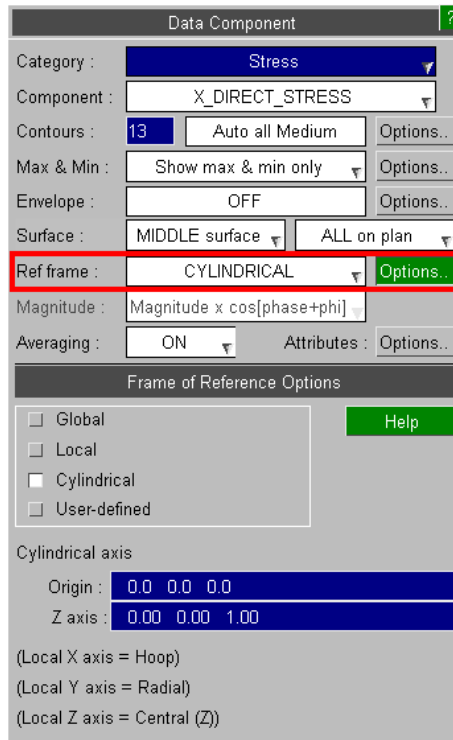 Data Component ?
Category : Stress
Component : X_DIRECT_STRESS
Contours : 13 Auto all Medium Options..
Max & Min : Show max & min only Options..
Envelope : OFF Options..
Surface : MIDDLE surface ALL on plan
Ref frame : CYLINDRICAL Options..
Magnitude : Magnitude x cos[phase+phi]
Averaging : ON Attributes : Options..
Frame of Reference Options
Global Help
Local
Cylindrical
User-defined
Cylindrical axis
Origin : 0.0 0.0 0.0
Z axis : 0.00 0.00 1.00
(Local X axis = Hoop)
(Local Y axis = Radial)
(Local Z axis = Central (Z))